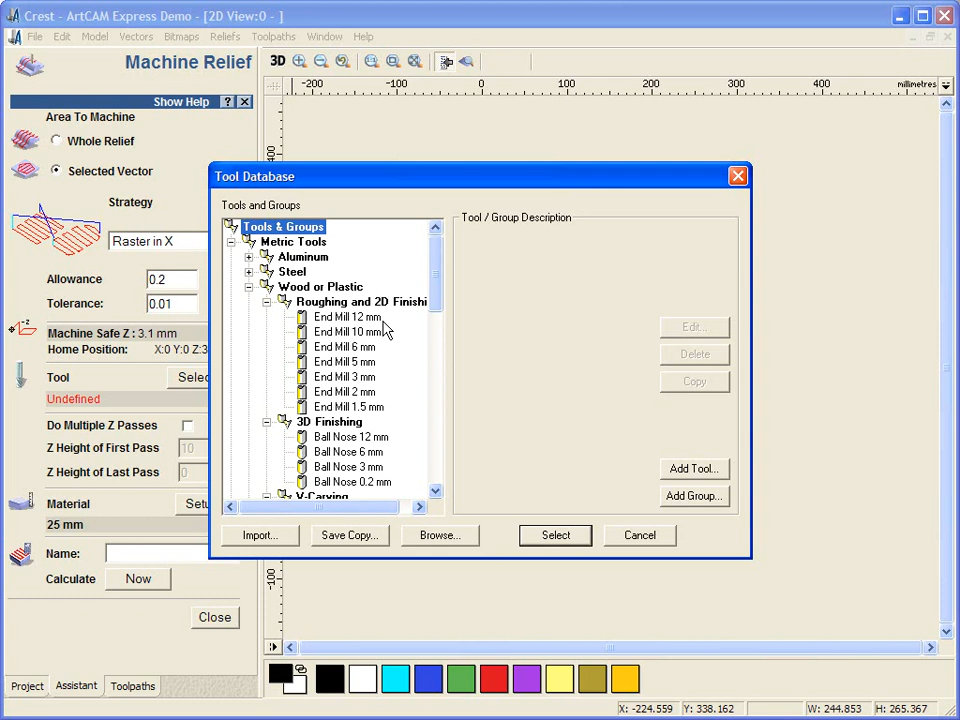 Crest - ArtCAM Express Demo - [2D View:0 - ]
File Edit Model Vectors Bitmaps Reliefs Toolpaths Window Help
Machine Relief
3D
Show Help ? X
-200 -100 0 100 200 300 400 millimetres
Area To Machine
Whole Relief
Selected Vector
400
Strategy
Raster in X
Allowance 0.2
Tolerance: 0.01
Machine Safe Z : 3.1 mm
Home Position: X:0 Y:0 Z:3
Tool Selec
Undefined
Do Multiple Z Passes
Z Height of First Pass 10
Z Height of Last Pass 0
Material Setu
25 mm
Name:
Calculate Now
Close
-100
Tool Database
Tools and Groups
Tools & Groups
Metric Tools
Aluminum
Steel
Wood or Plastic
Roughing and 2D Finishi
End Mill 12 mm
End Mill 10 mm
End Mill 6 mm
End Mill 5 mm
End Mill 3 mm
End Mill 2 mm
End Mill 1.5 mm
3D Finishing
Ball Nose 12 mm
Ball Nose 6 mm
Ball Nose 3 mm
Ball Nose 0.2 mm
V-Carving
Tool / Group Description
Edit...
Delete
Copy
Add Tool...
Add Group...
Import... Save Copy... Browse... Select Cancel
Project Assistant Toolpaths
X: -224.559 Y: 338.162 W: 244.853 H: 265.367